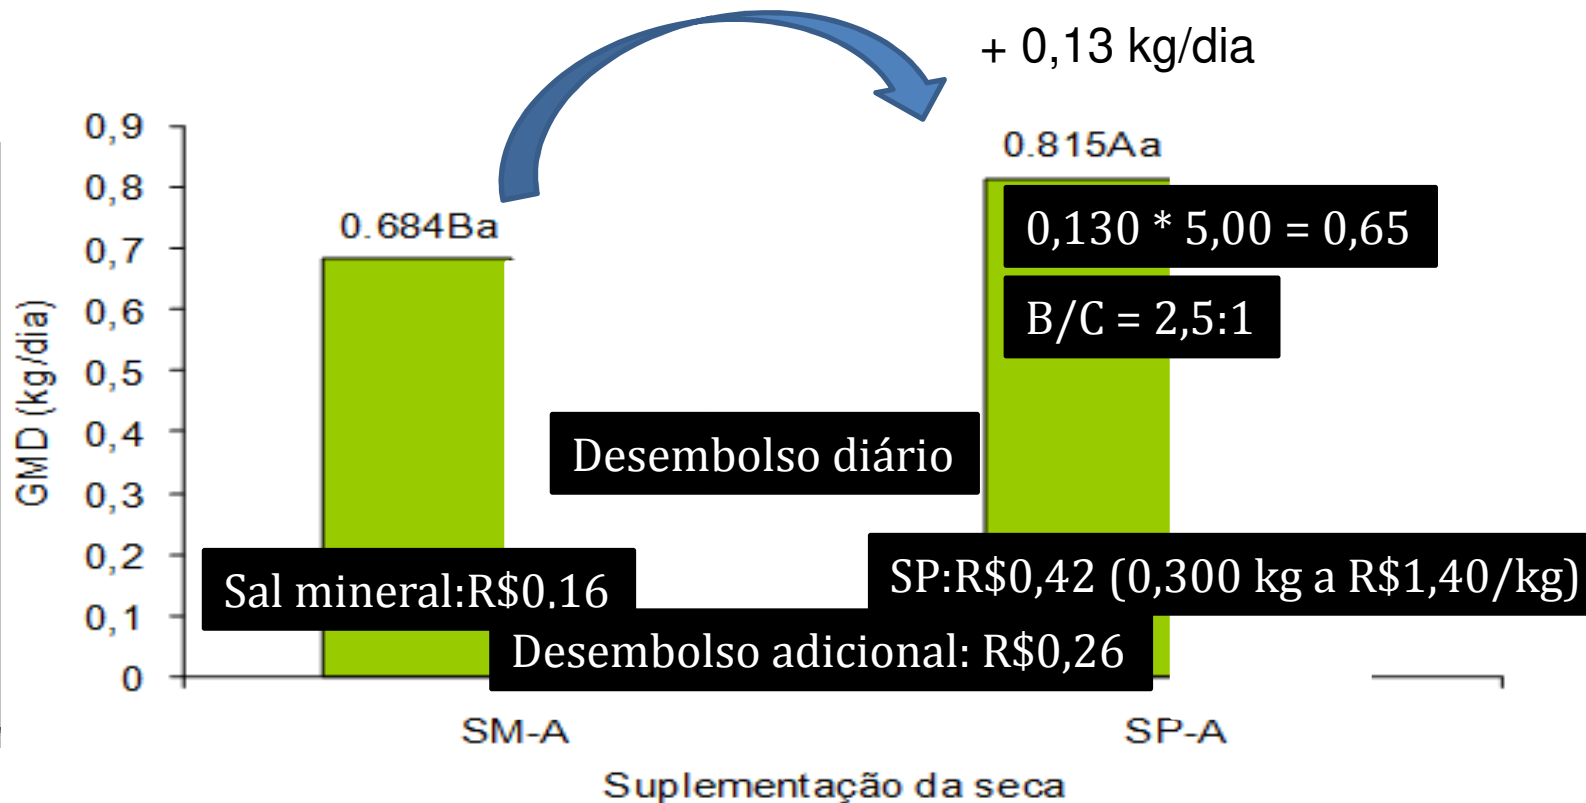 + 0,13 kg/dia
0,9
0,8
0,7
0,6
0,5
0,4
0,3
0,2
0,1
0
GMD (kg/dia)
0.684Ba
0.815Aa
0,130 * 5,00 = 0,65
B/C = 2,5:1
Desembolso diário
Sal mineral:R$0,16
SP:R$0,42 (0,300 kg a R$1,40/kg)
Desembolso adicional: R$0,26
SM-A
SP-A
Suplementação da seca